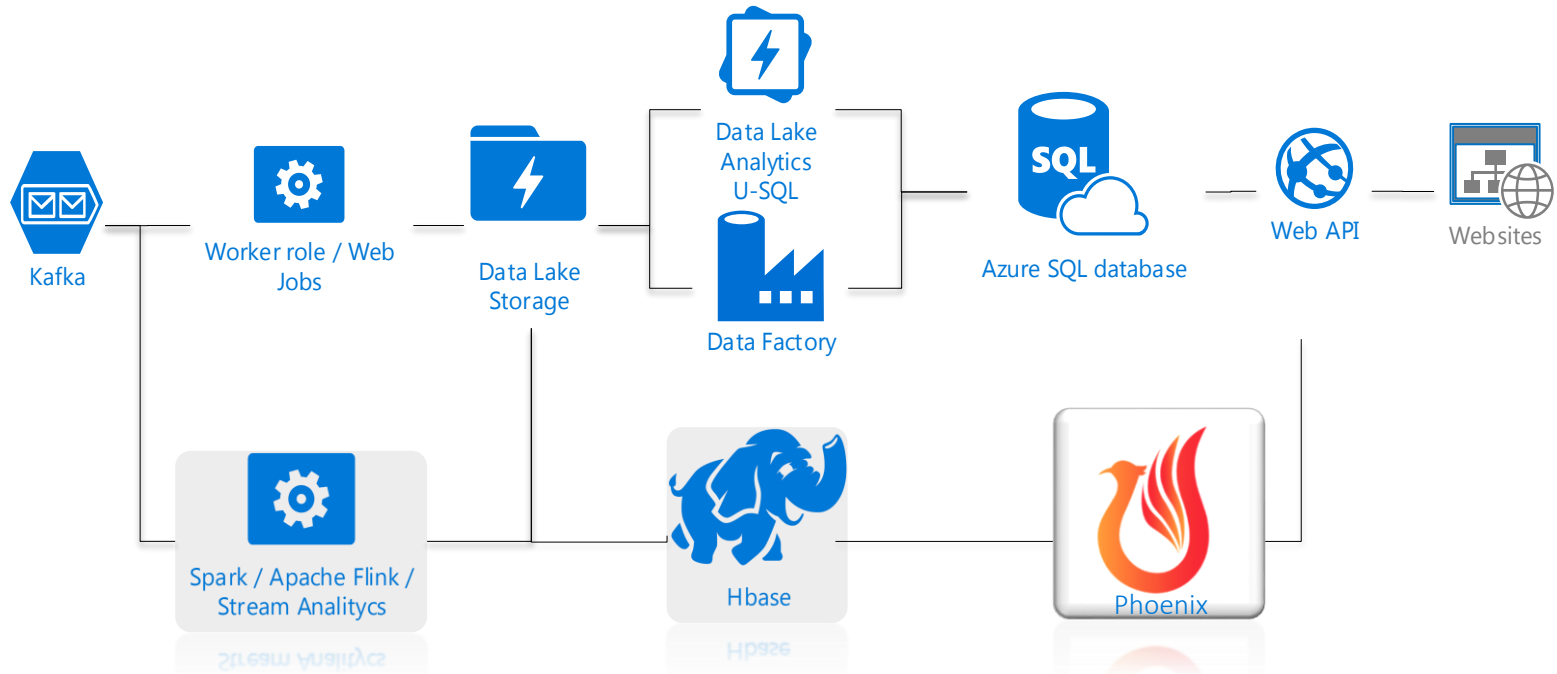 Kafka
Worker role / Web
Jobs
Data Lake
Storage
Data Lake
Analytics
U-SQL
Data Factory
SQL
Azure SQL database
Web API
Websites
Spark / Apache Flink /
Stream Analitycs
Hbase
Phoenix